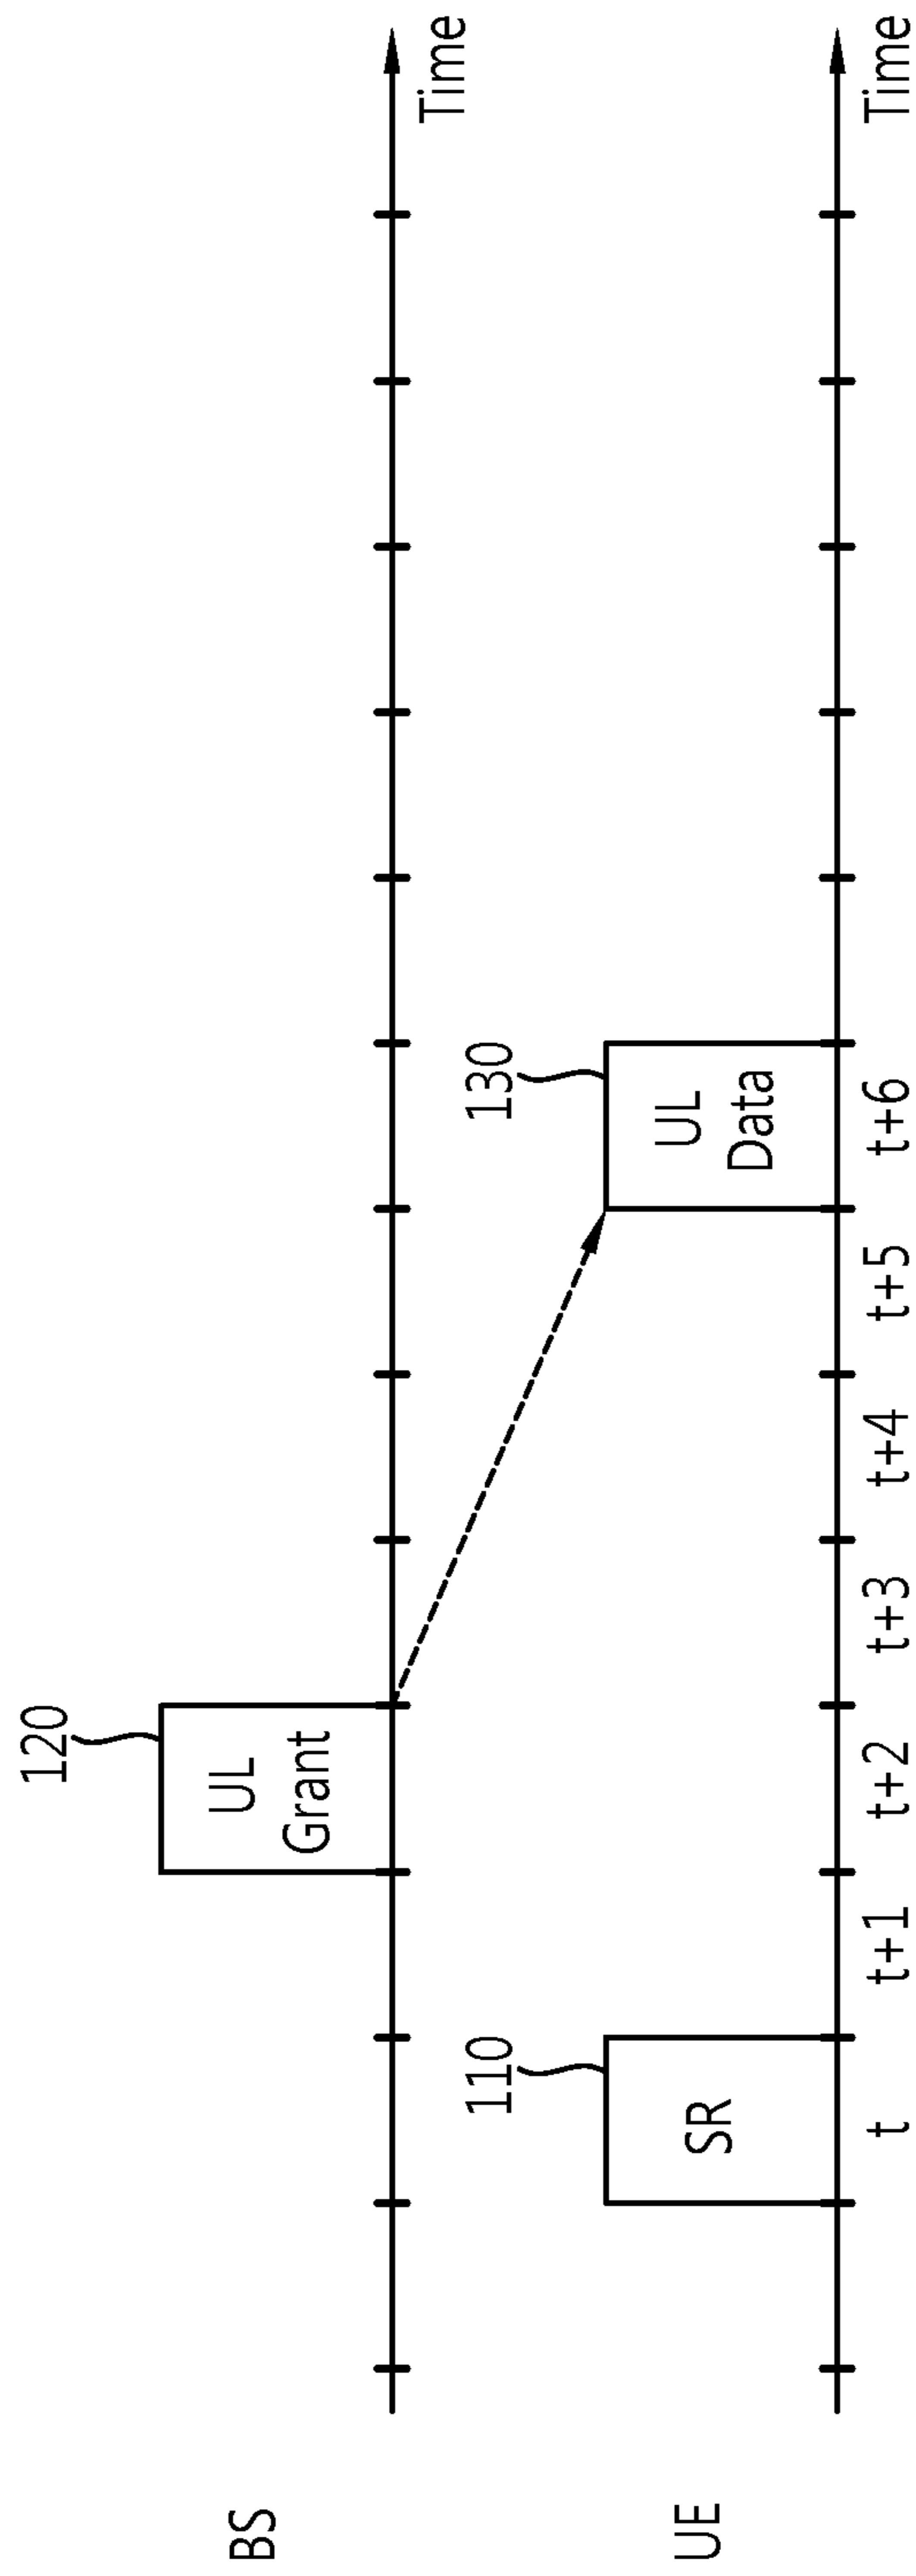 BS
120
UL
Grant
Time
UE
110
SR
130
UL
Data
t
t+1
t+2
t+3
t+4
t+5
t+6
Time